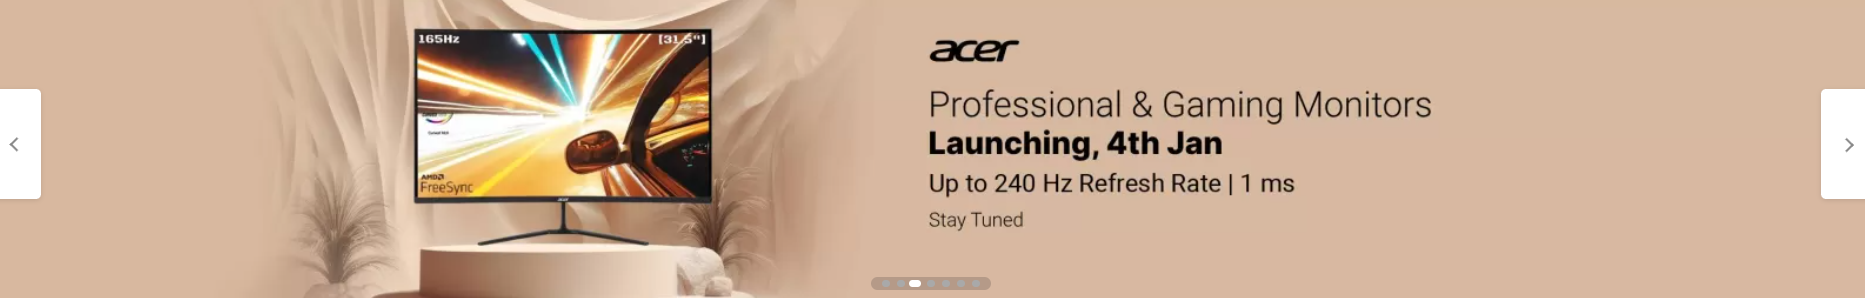 165Hz
[31.5"]
AMD
FreeSync
acer
acer
Professional & Gaming Monitors
Launching, 4th Jan
Up to 240 Hz Refresh Rate | 1 ms
Stay Tuned